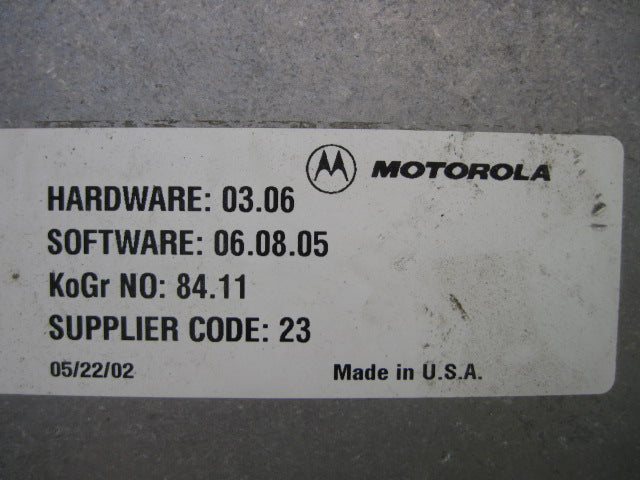 MOTOROLA
HARDWARE: 03.06
SOFTWARE: 06.08.05
KoGr NO: 84.11
SUPPLIER CODE: 23
05/22/02 Made in U.S.A.